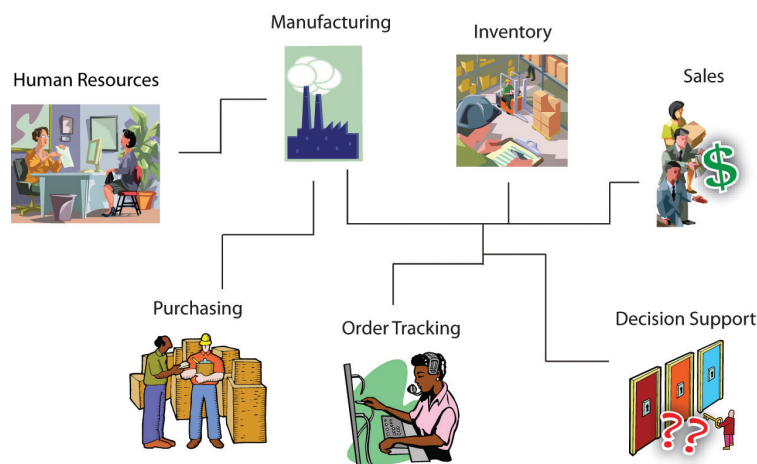 Manufacturing
Inventory
Human Resources
Sales
$
Purchasing
Order Tracking
Decision Support
??